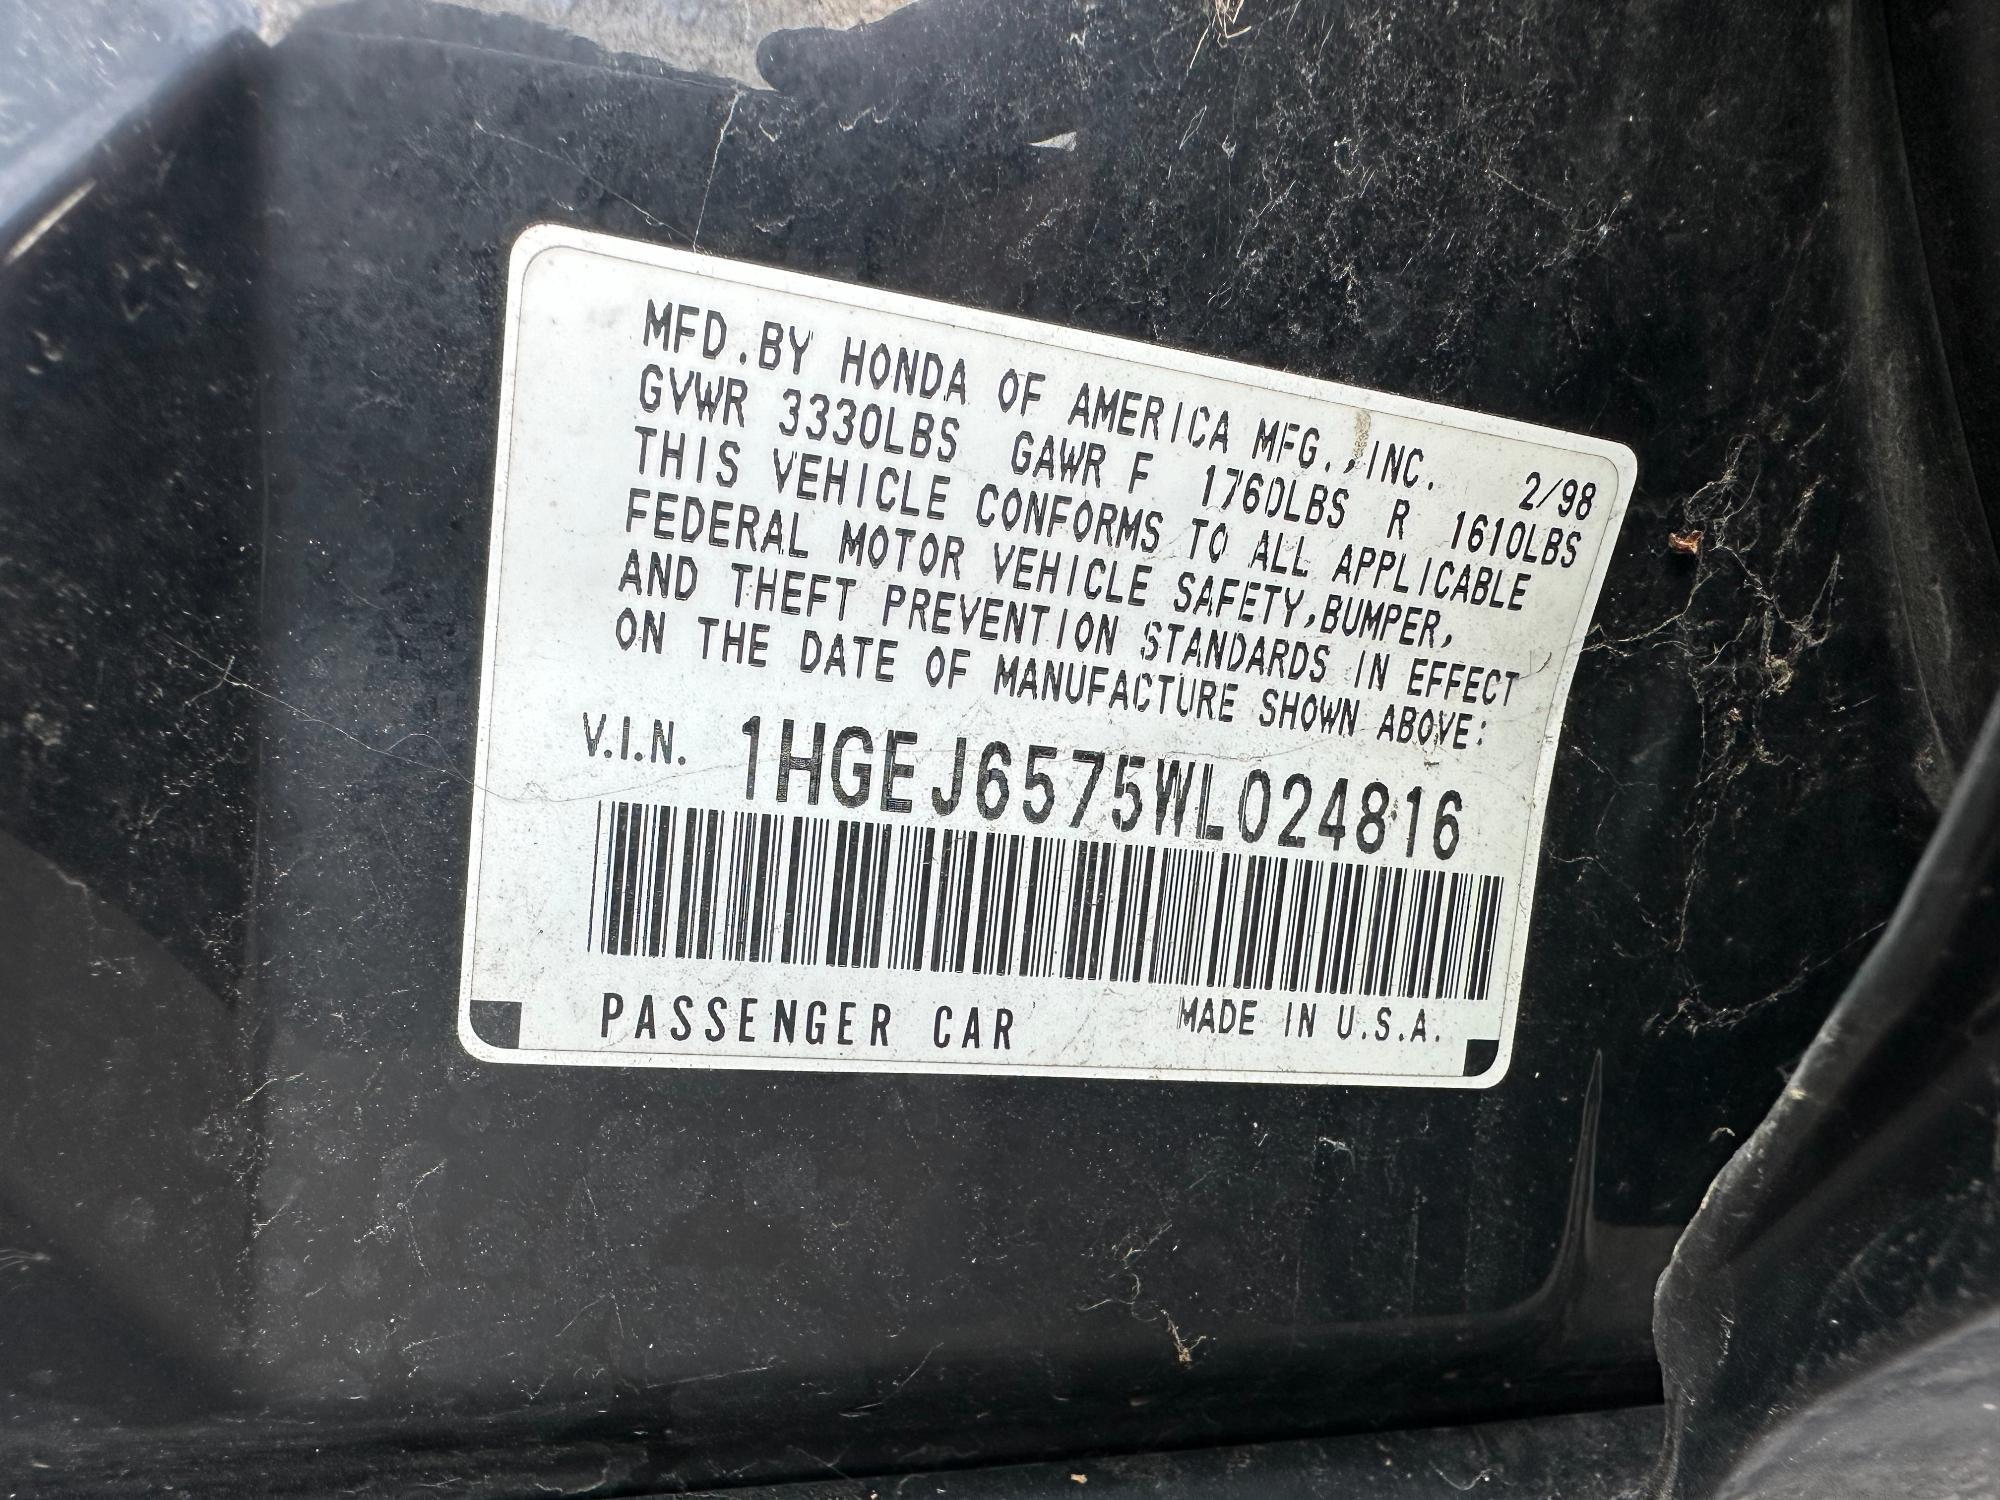 MFD.BY HONDA OF AMERICA MFG.,INC. 2/98
GVWR 3330LBS GAWR F 1760LBS R 1610LBS
THIS VEHICLE CONFORMS TO ALL APPLICABLE
FEDERAL MOTOR VEHICLE SAFETY,BUMPER,
AND THEFT PREVENTION STANDARDS IN EFFECT
ON THE DATE OF MANUFACTURE SHOWN ABOVE:
V.I.N. 1HGEJ6575WL024816
PASSENGER CAR MADE IN U.S.A.